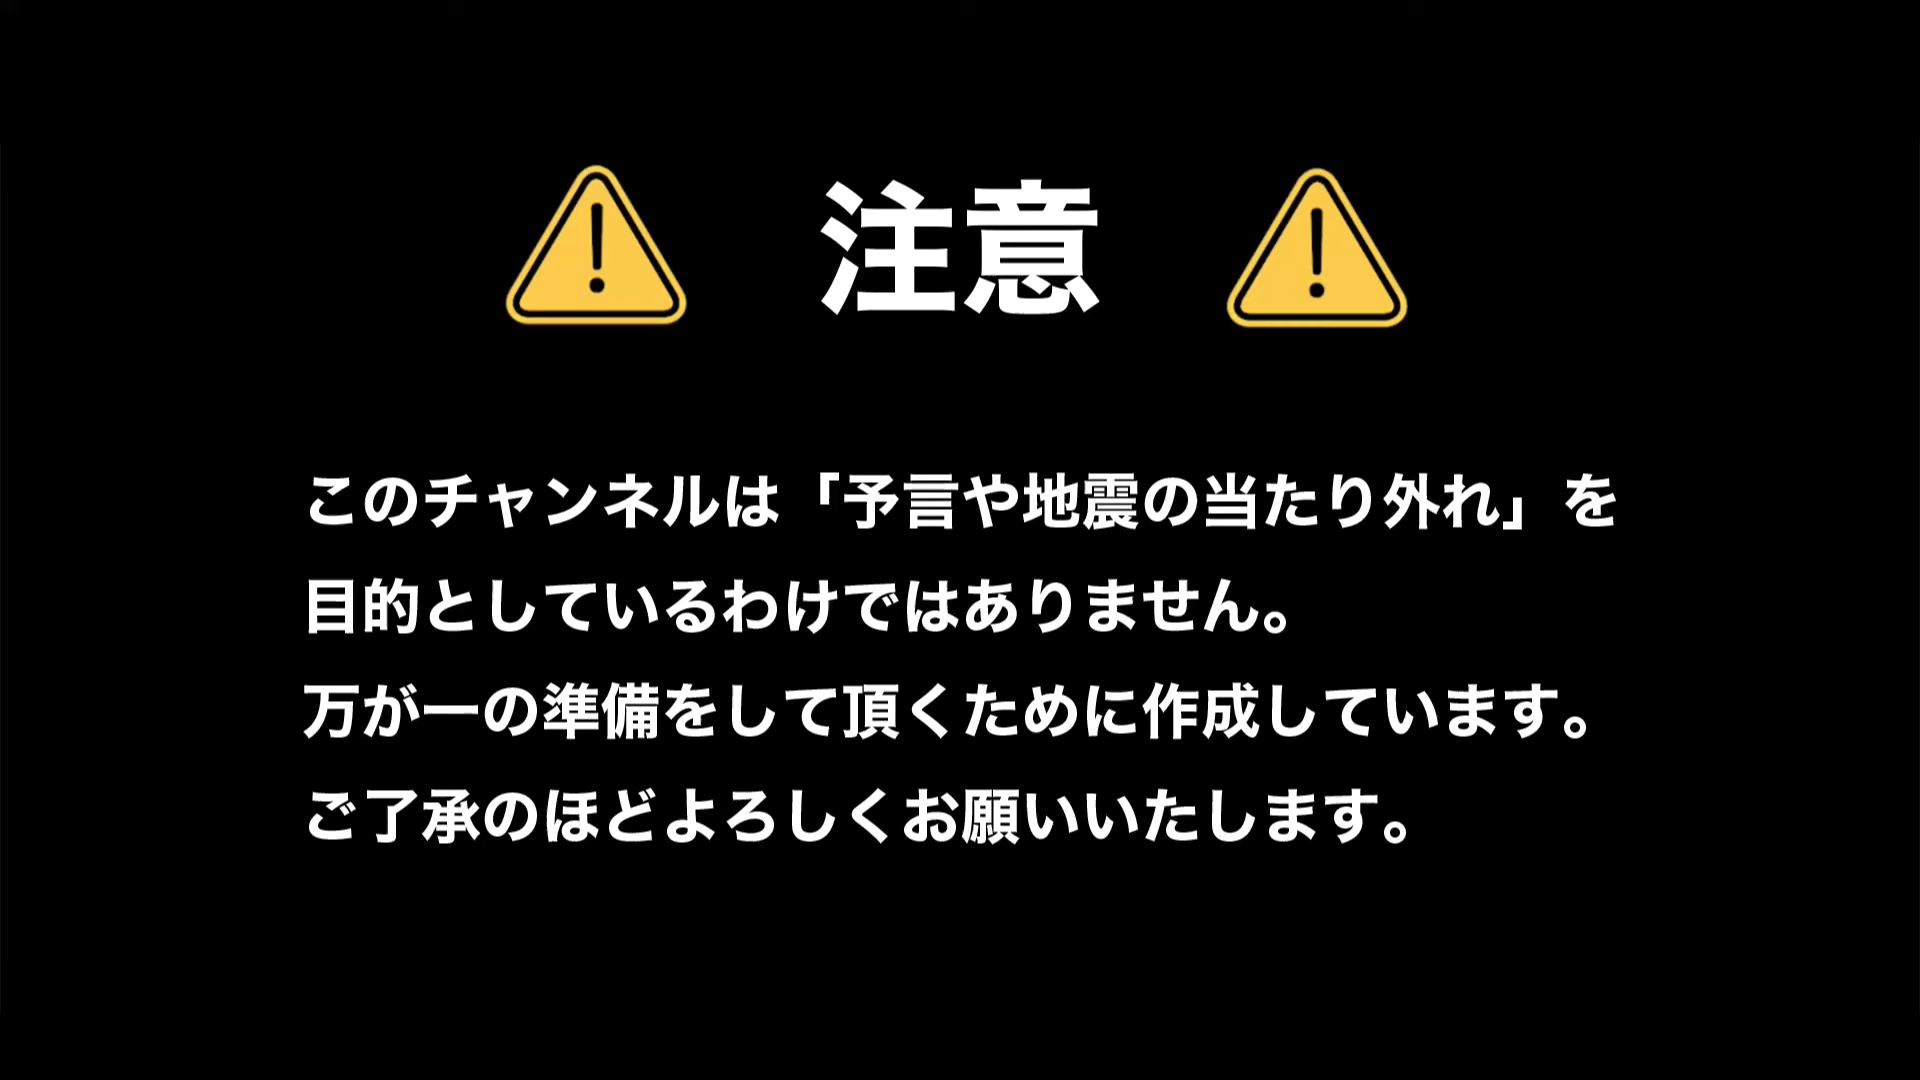 注意
このチャンネルは「予言や地震の当たり外れ」を
目的としているわけではありません。
万が一の準備をして頂くために作成しています。
ご了承のほどよろしくお願いいたします。